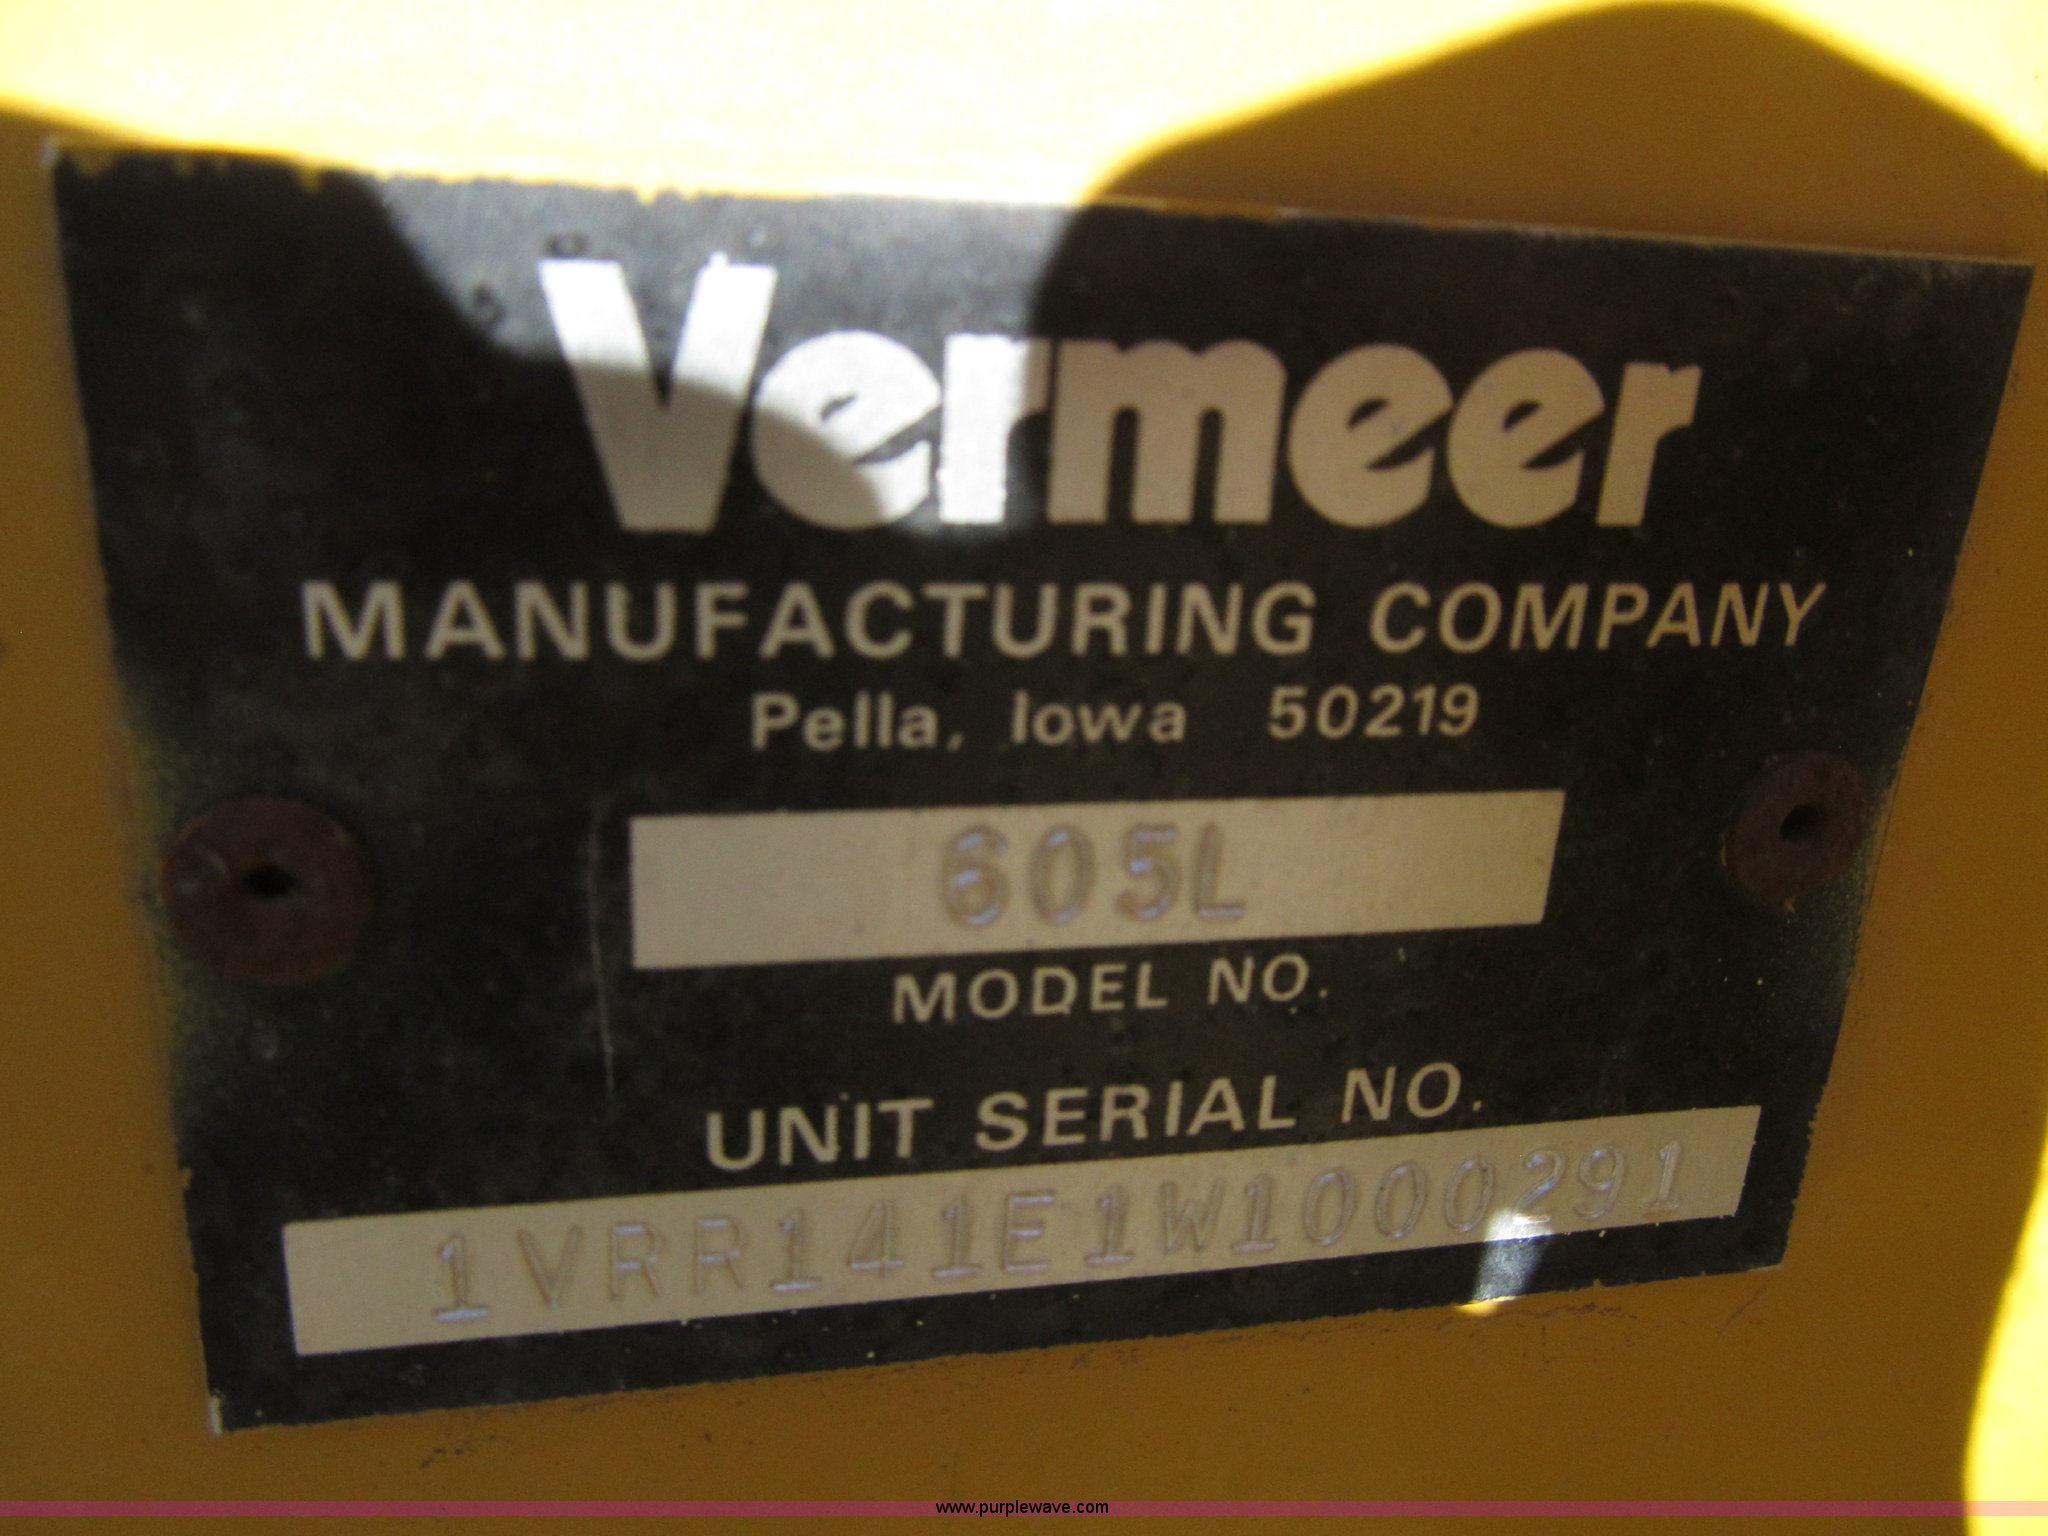 Vermeer
MANUFACTURING COMPANY
Pella, Iowa 50219
605L
MODEL NO.
UNIT SERIAL NO.
1VRR141E1W1000291
www.purplewave.com